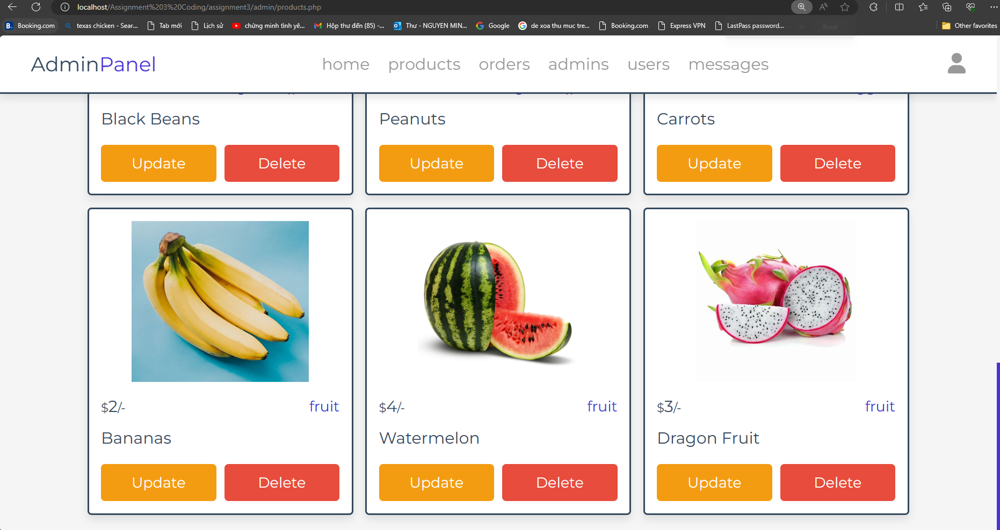 localhost/Assignment%203%20Coding/assignment3/admin/products.php
Booking.com texas chicken - Sear... Tab mới Lịch sử chứng minh tình yê... Hộp thư đến (85) -... Thư - NGUYEN MIN... Google de xoa thu muc tre... Booking.com Express VPN LastPass password... Other favorites
AdminPanel home products orders admins users messages
Black Beans Peanuts Carrots
Update Delete Update Delete Update Delete
$2/- fruit $4/- fruit $3/- fruit
Bananas Watermelon Dragon Fruit
Update Delete Update Delete Update Delete